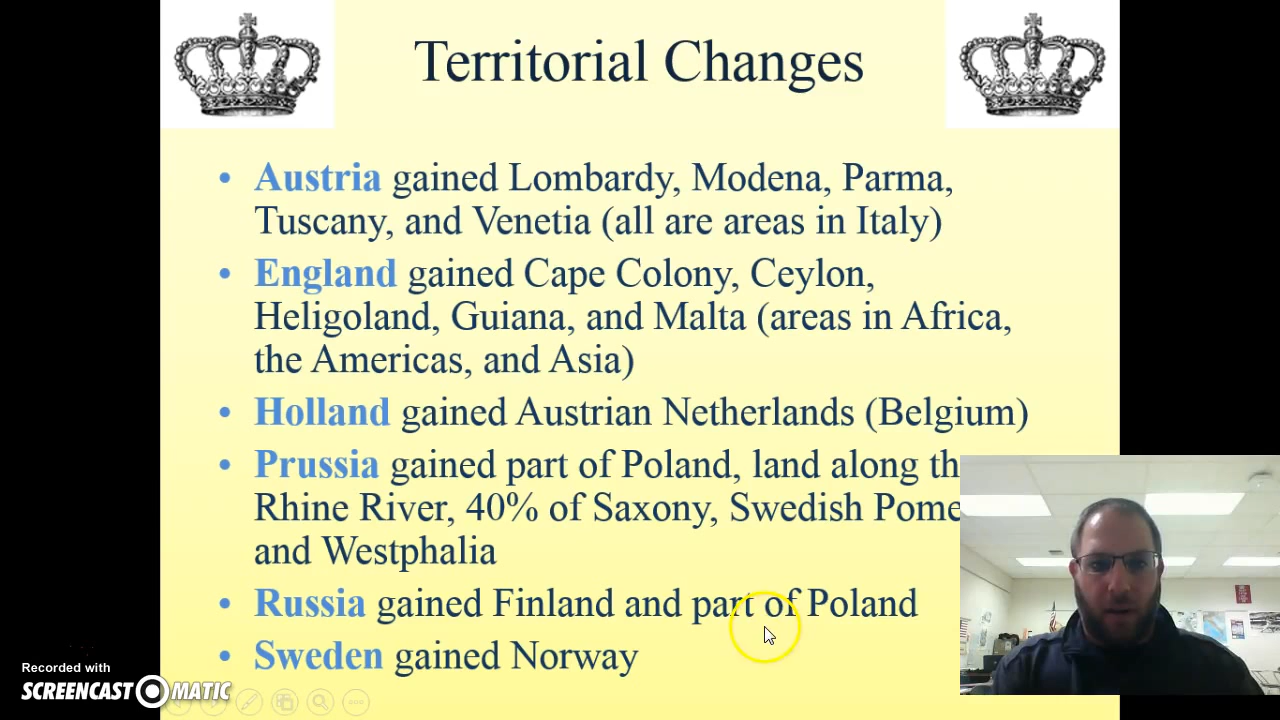 Territorial Changes
• Austria gained Lombardy, Modena, Parma,
Tuscany, and Venetia (all are areas in Italy)
• England gained Cape Colony, Ceylon,
Heligoland, Guiana, and Malta (areas in Africa,
the Americas, and Asia)
• Holland gained Austrian Netherlands (Belgium)
• Prussia gained part of Poland, land along th
Rhine River, 40% of Saxony, Swedish Pome
and Westphalia
• Russia gained Finland and part of Poland
• Sweden gained Norway
Recorded with
SCREENCAST-O-MATIC